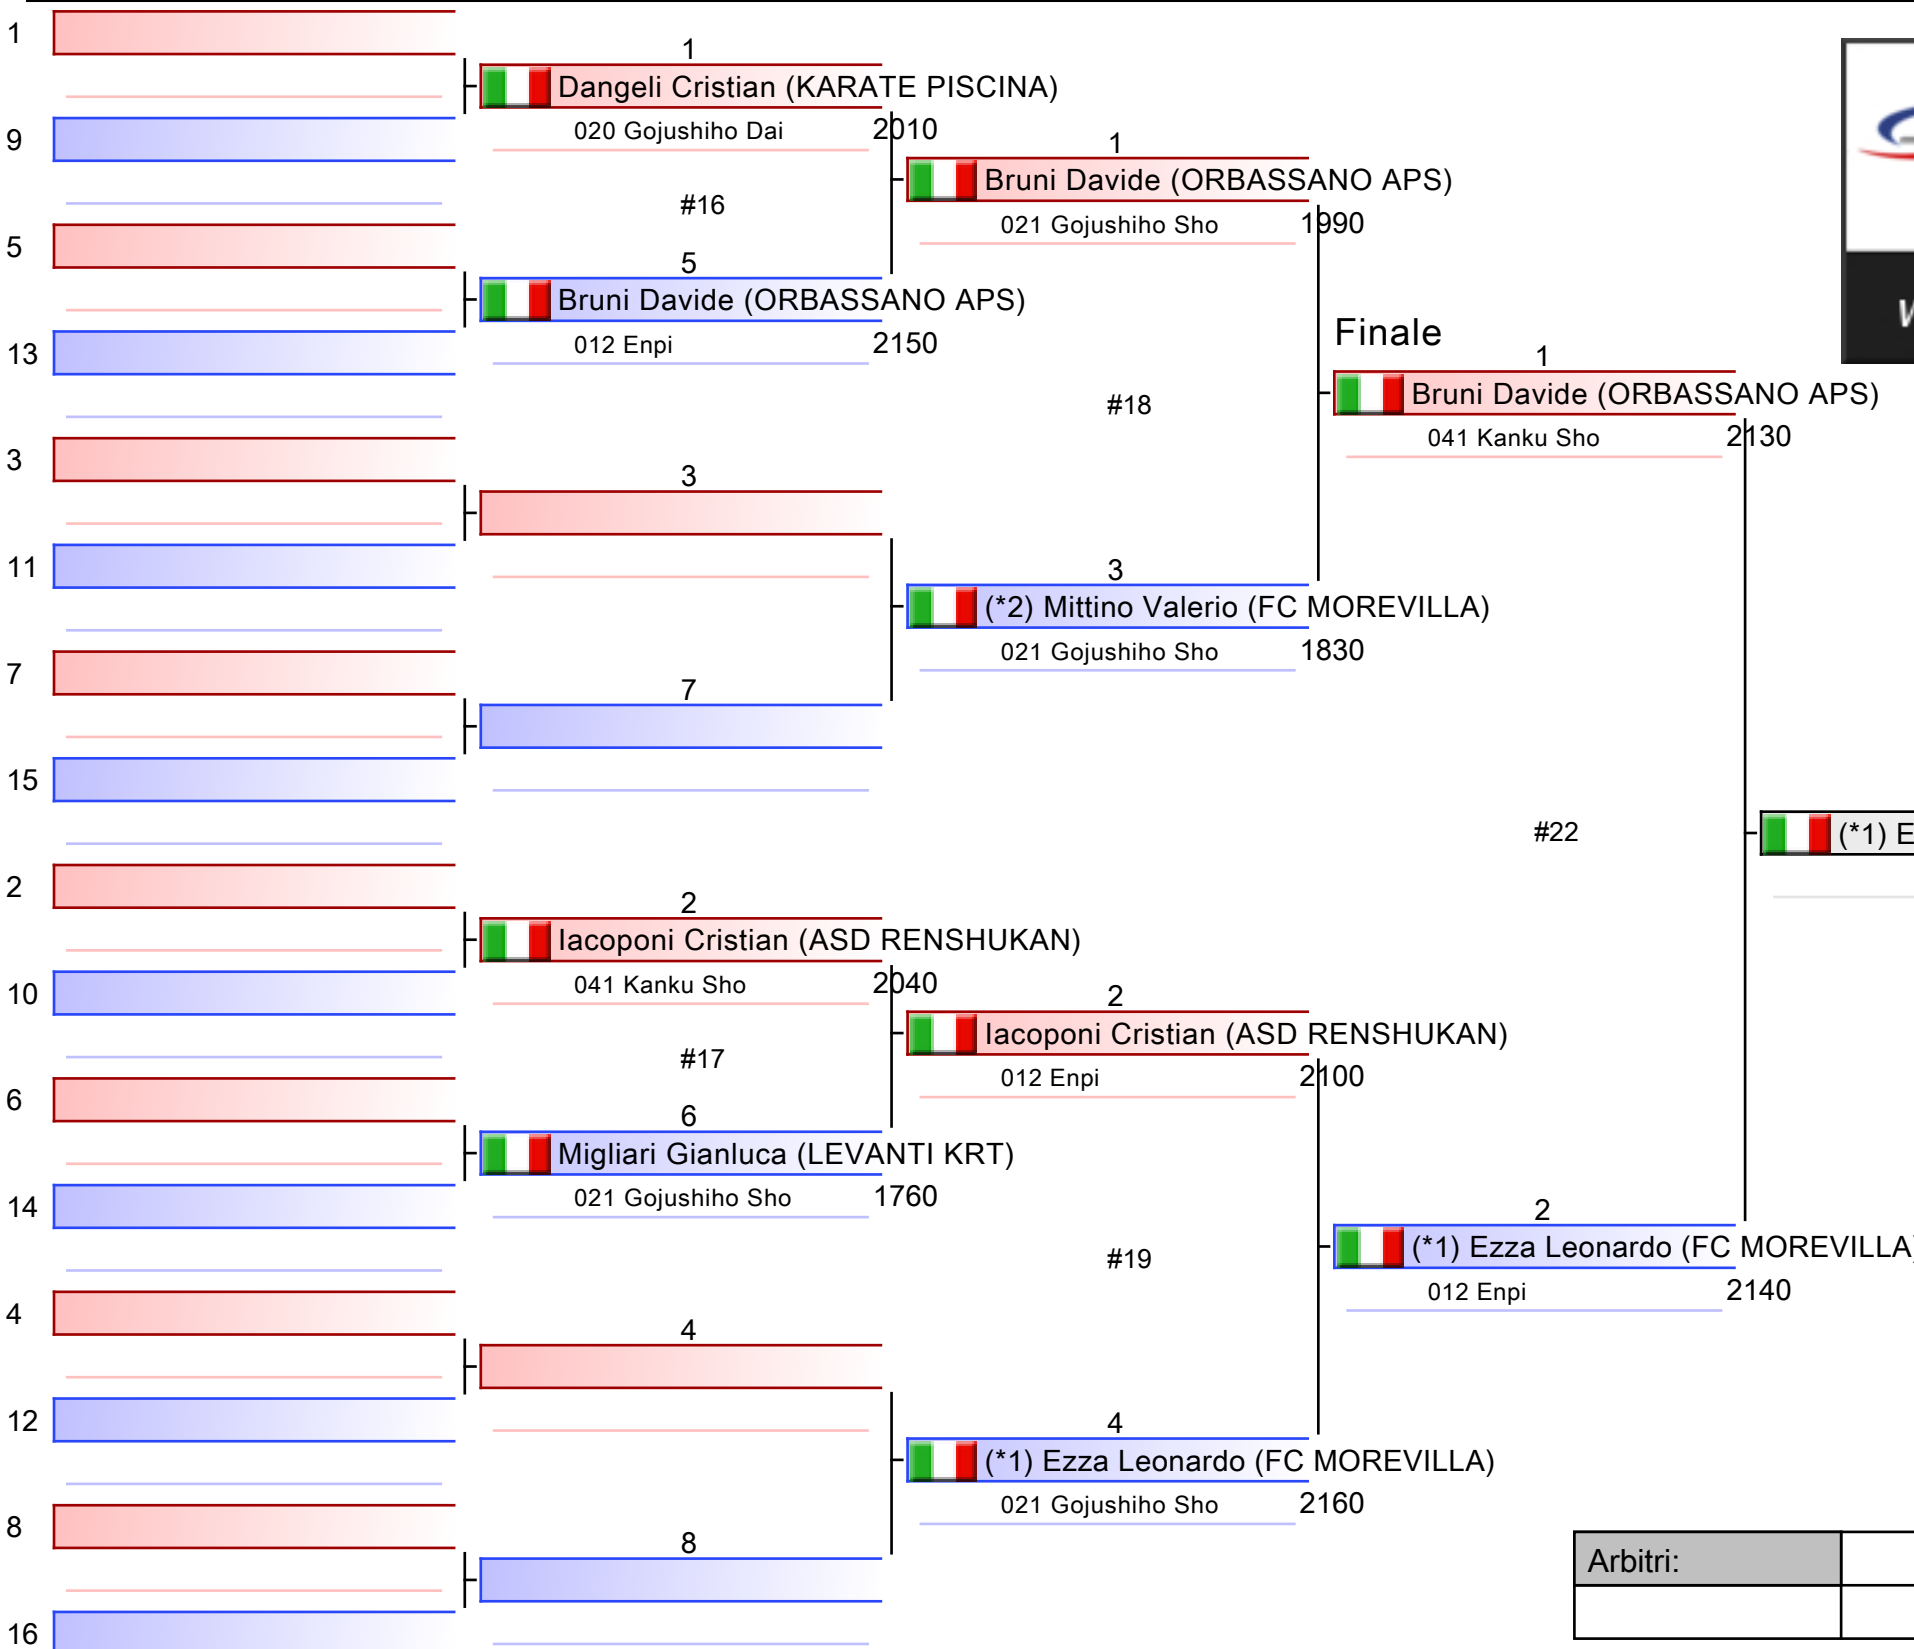 1
9
5
13
3
11
7
15
2
10
6
14
4
12
8
16
1
Dangeli Cristian (KARATE PISCINA)
020 Gojushiho Dai 2010
#16
5
Bruni Davide (ORBASSANO APS)
012 Enpi 2150
3
7
2
Iacoponi Cristian (ASD RENSHUKAN)
041 Kanku Sho 2040
#17
6
Migliari Gianluca (LEVANTI KRT)
021 Gojushiho Sho 1760
4
8
1
Bruni Davide (ORBASSANO APS)
021 Gojushiho Sho 1990
#18
3
(*2) Mittino Valerio (FC MOREVILLA)
021 Gojushiho Sho 1830
2
Iacoponi Cristian (ASD RENSHUKAN)
012 Enpi 2100
#19
4
(*1) Ezza Leonardo (FC MOREVILLA)
021 Gojushiho Sho 2160
Finale
1
Bruni Davide (ORBASSANO APS)
041 Kanku Sho 2130
#22
2
(*1) Ezza Leonardo (FC MOREVILLA)
012 Enpi 2140
(*1) E
Arbitri: